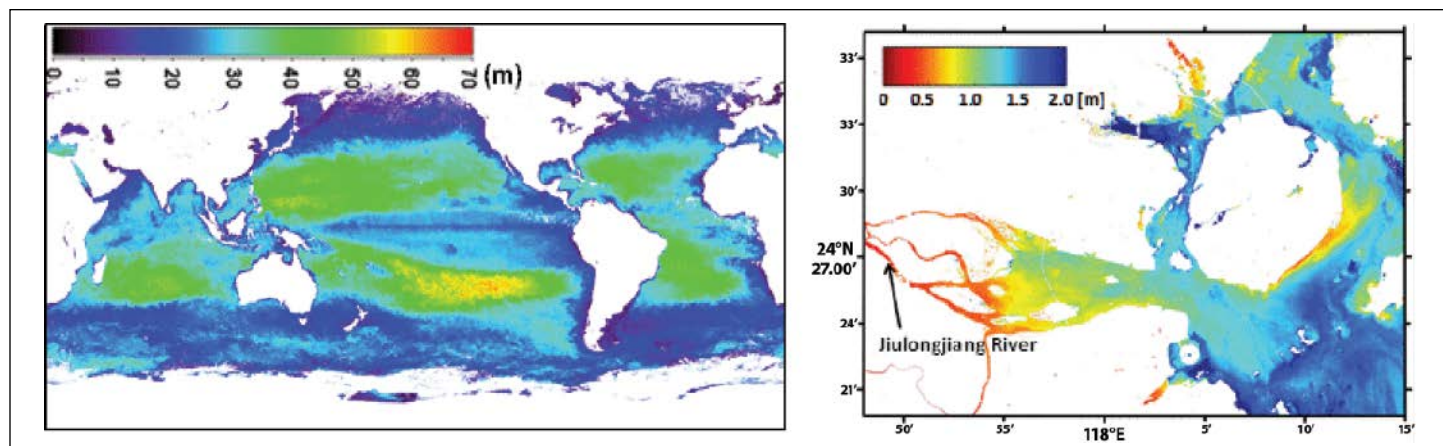 0 10 20 30 40 50 60 70 (m)
0 0.5 1.0 1.5 2.0 [m]
33′
33′
30′
24°N
27.00′
24′
21′
Jiulongjiang River
50′ 55′ 118°E 5′ 10′ 15′